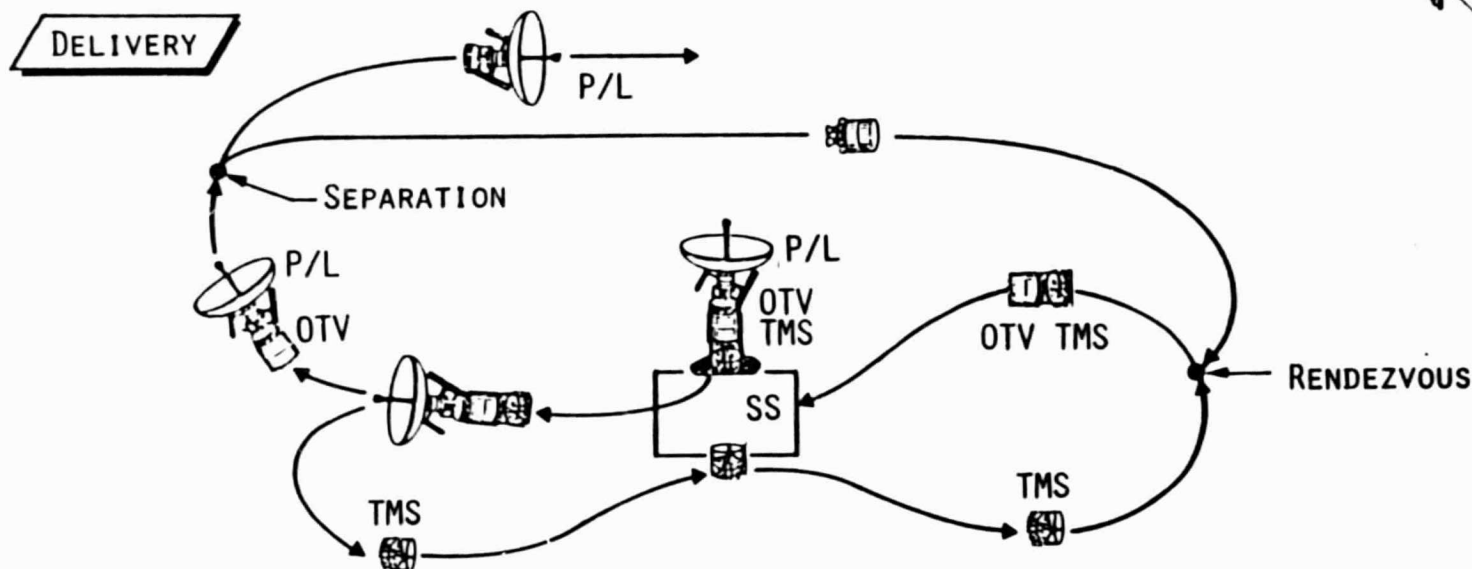 DELIVERY
P/L
SEPARATION
P/L
OTV
P/L
OTV
TMS
OTV TMS
RENDEZVOUS
SS
TMS
TMS